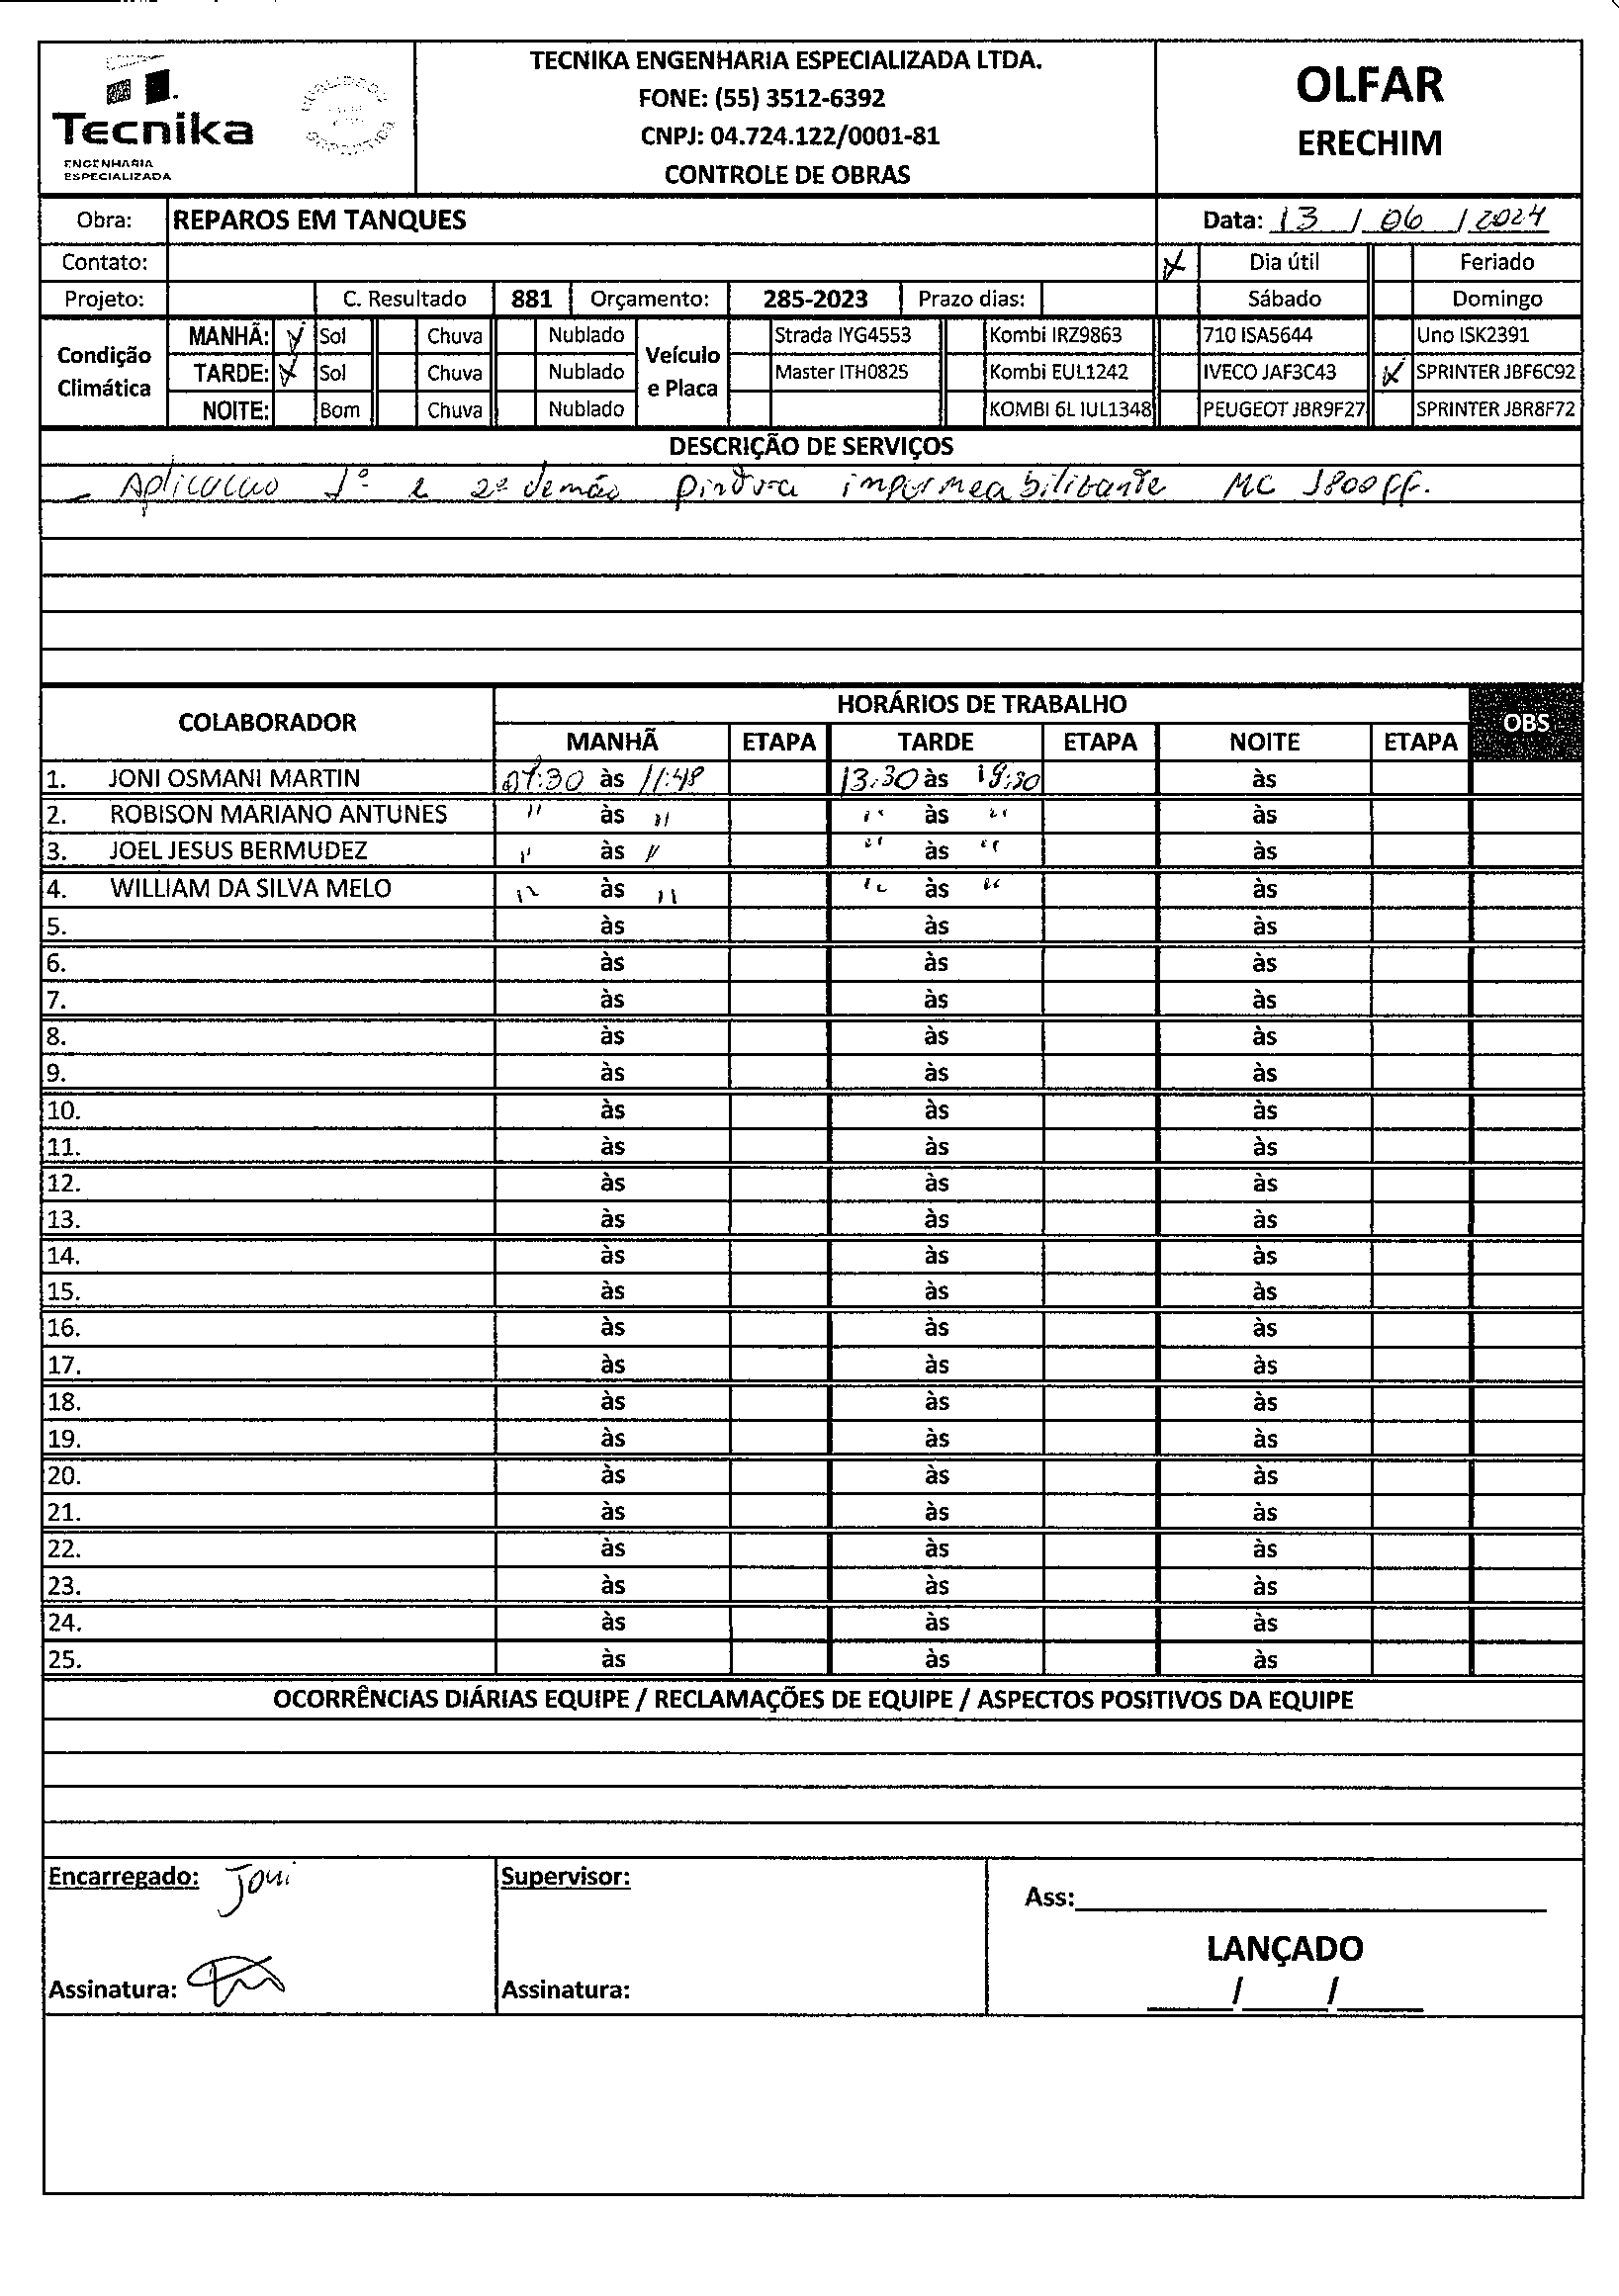 Tecnika
ENGENHARIA
ESPECIALIZADA
TECNIKA ENGENHARIA ESPECIALIZADA LTDA.
FONE: (55) 3512-6392
CNPJ: 04.724.122/0001-81
CONTROLE DE OBRAS
OLFAR
ERECHIM
Obra: REPAROS EM TANQUES Data: 13 / 06 / 2024
Contato: X Dia útil Feriado
Projeto: C. Resultado 881 Orçamento: 285-2023 Prazo dias: Sábado Domingo
Condição Climática
MANHÃ: X Sol Chuva Nublado
TARDE: X Sol Chuva Nublado
NOITE: Bom Chuva Nublado
Veículo e Placa
Strada IYG4553 Kombi IRZ9863 710 ISA5644 Uno ISK2391
Master ITH0825 Kombi EUL1242 IVECO JAF3C43 X SPRINTER JBF6C92
KOMBI 6L IUL1348 PEUGEOT JBR9F27 SPRINTER JBR8F72
DESCRIÇÃO DE SERVIÇOS
- Aplicacao 1ª e 2ª demão pintura impermeabilizante MC 1800 FF.
COLABORADOR HORÁRIOS DE TRABALHO OBS
MANHÃ ETAPA TARDE ETAPA NOITE ETAPA
1. JONI OSMANI MARTIN 07:30 às 11:48 13:30 às 19:30 às
2. ROBISON MARIANO ANTUNES " às " " às " às
3. JOEL JESUS BERMUDEZ " às " " às " às
4. WILLIAM DA SILVA MELO " às " " às " às
5. às às às
6. às às às
7. às às às
8. às às às
9. às às às
10. às às às
11. às às às
12. às às às
13. às às às
14. às às às
15. às às às
16. às às às
17. às às às
18. às às às
19. às às às
20. às às às
21. às às às
22. às às às
23. às às às
24. às às às
25. às às às
OCORRÊNCIAS DIÁRIAS EQUIPE / RECLAMAÇÕES DE EQUIPE / ASPECTOS POSITIVOS DA EQUIPE
Encarregado: Joni
Assinatura:
Supervisor:
Assinatura:
Ass:
LANÇADO
/ /